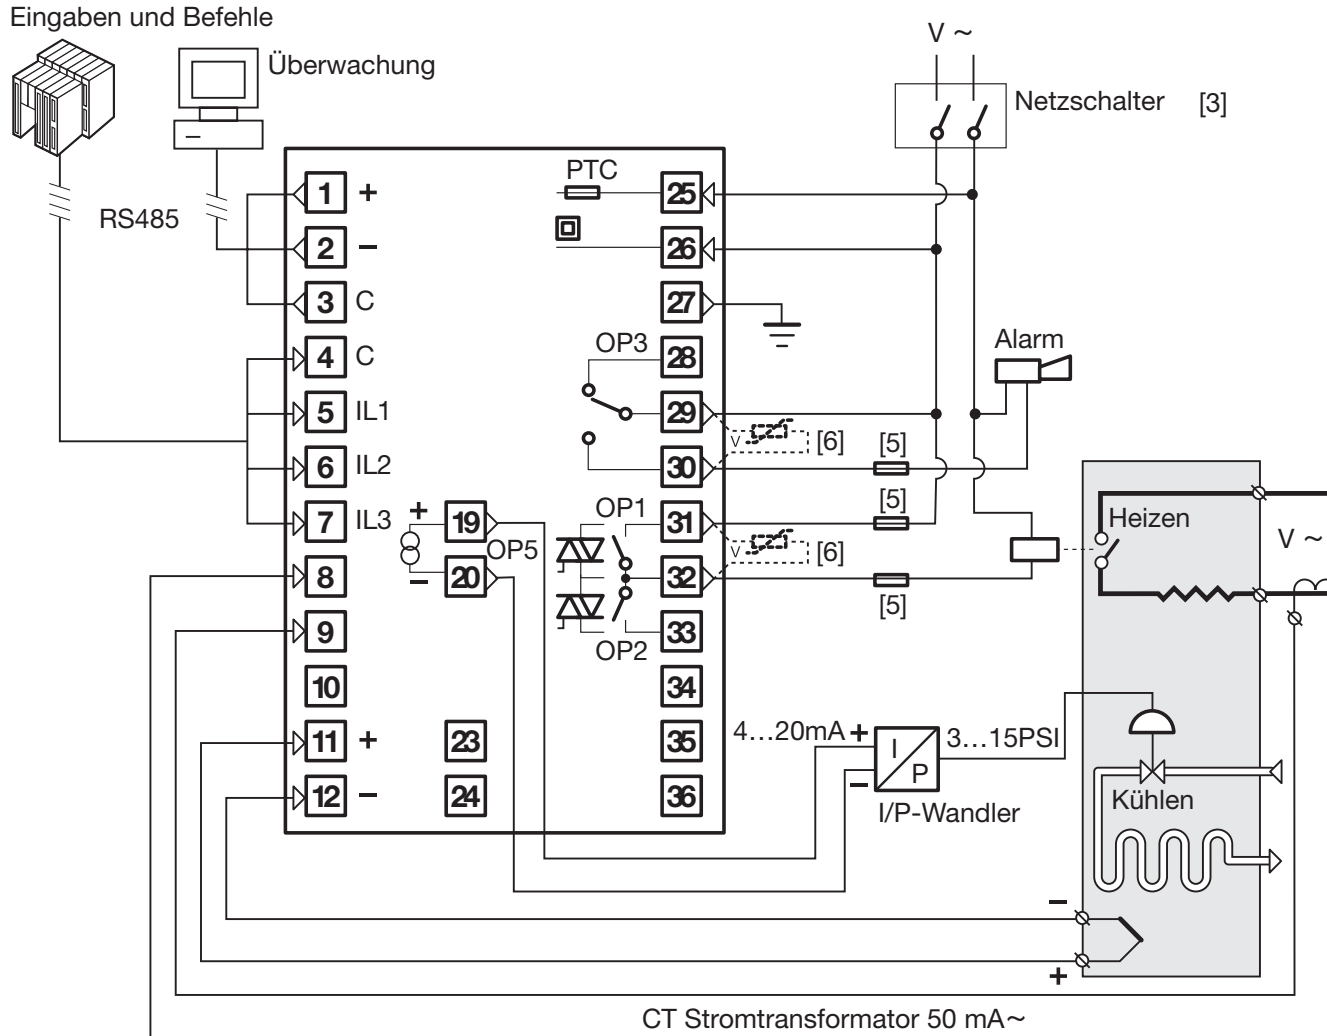 Eingaben und Befehle
Überwachung
V ~
Netzschalter [3]
RS485
PTC
1 +
25
2 −
26
3 C
27
4 C
OP3
28
Alarm
5 IL1
29
V
[6]
[5]
6 IL2
30
7 IL3
+
19
OP5
OP1
31
[5]
Heizen
V ~
8
−
20
V
[6]
32
[5]
9
OP2
33
10
34
11 +
23
35
4...20mA +
I
P
3...15PSI
12 −
24
36
−
I/P-Wandler
Kühlen
−
+
CT Stromtransformator 50 mA~